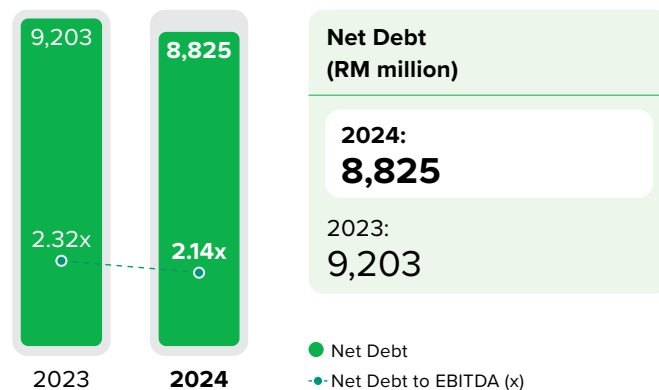 9,203
8,825
2.32x
2.14x
2023
2024
Net Debt
(RM million)
2024:
8,825
2023:
9,203
Net Debt
Net Debt to EBITDA (x)